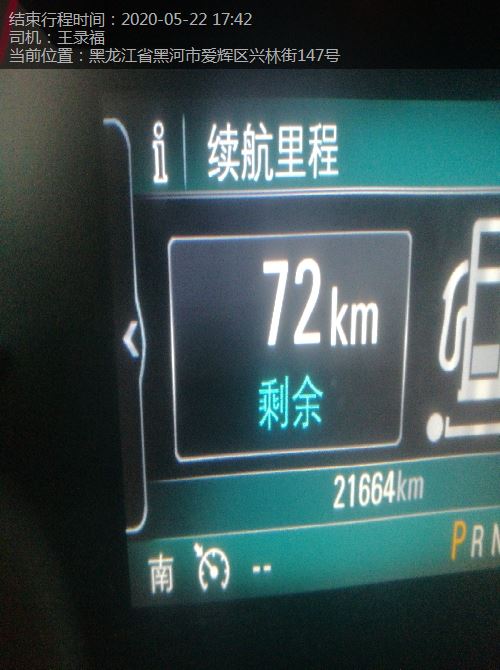 结束行程时间：2020-05-22 17:42
司机：王录福
当前位置：黑龙江省黑河市爱辉区兴林街147号
i 续航里程
72 km
剩余
21664km
南 --
P R N